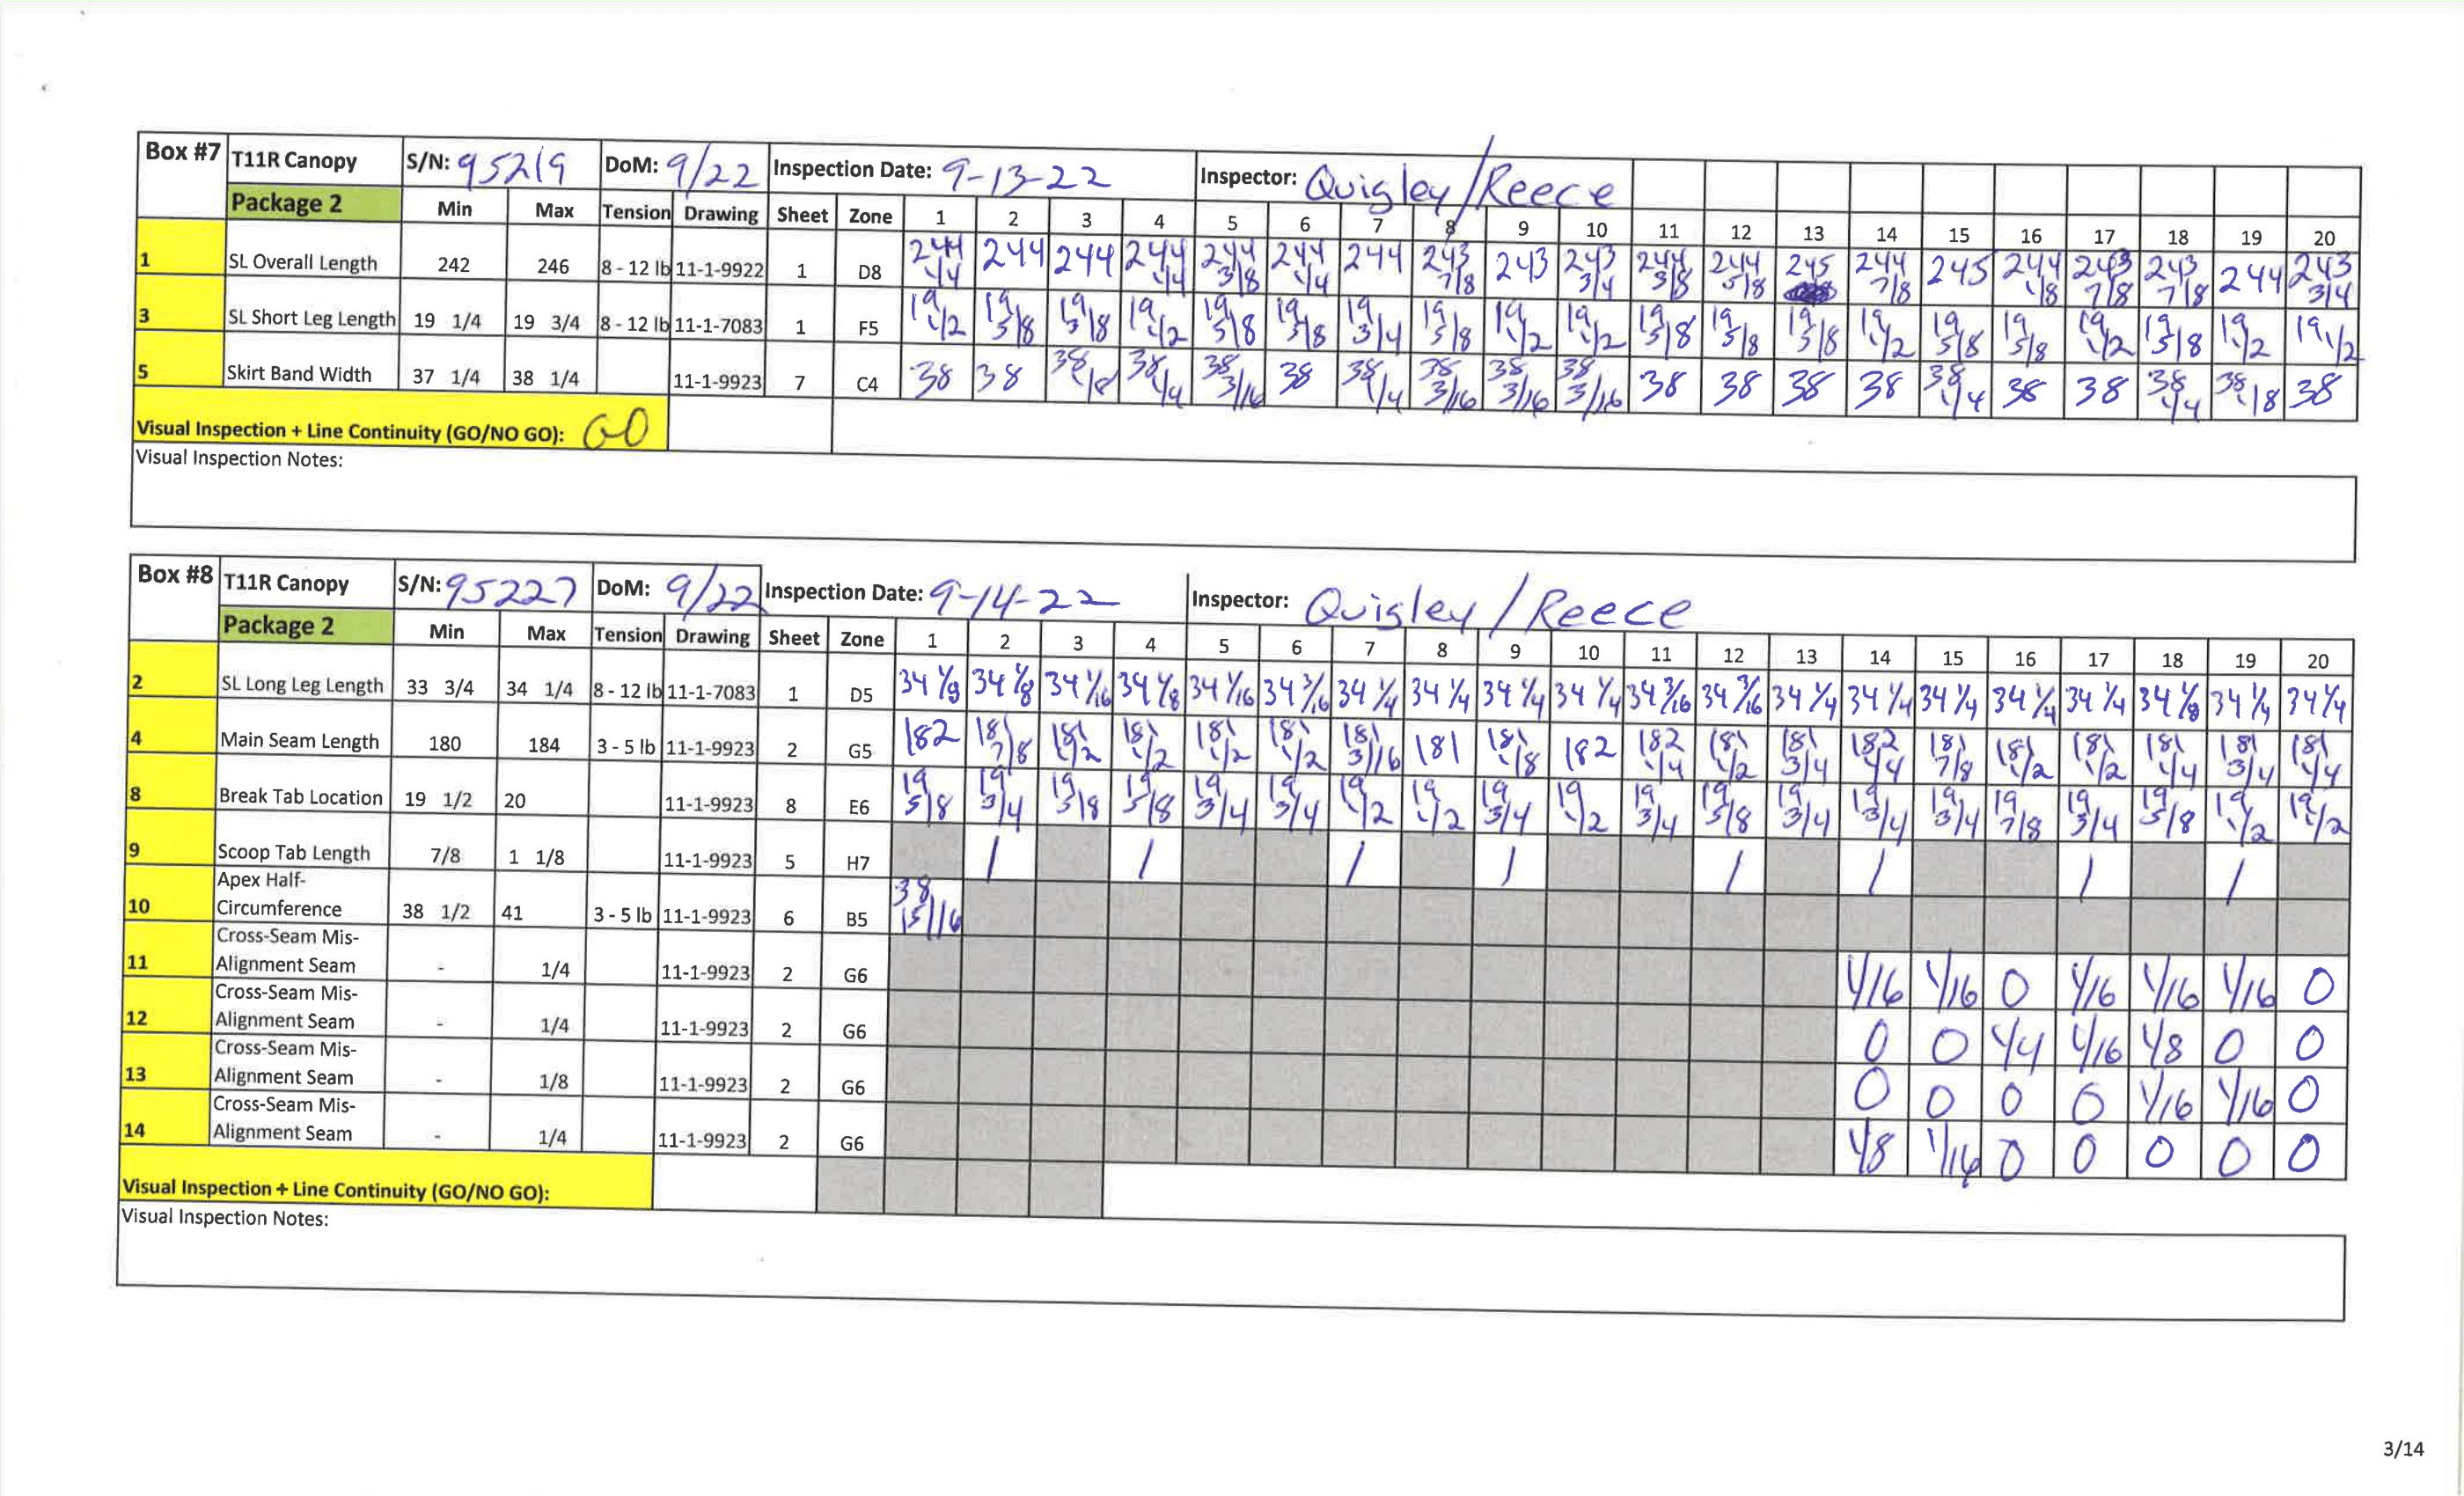 Box #7 T11R Canopy S/N: 95219 DoM: 9/22 Inspection Date: 9-13-22 Inspector: Quigley/Reece
Package 2 Min Max Tension Drawing Sheet Zone 1 2 3 4 5 6 7 8 9 10 11 12 13 14 15 16 17 18 19 20
1 SL Overall Length 242 246 8 - 12 lb 11-1-9922 1 D8 244 1/4 244 244 244 1/4 244 3/8 244 1/4 244 243 7/8 243 243 3/4 244 3/8 244 5/8 245 244 7/8 245 244 1/8 243 7/8 243 7/8 244 243 3/4
3 SL Short Leg Length 19 1/4 19 3/4 8 - 12 lb 11-1-7083 1 F5 19 1/2 19 5/8 19 5/8 19 1/2 19 5/8 19 5/8 19 3/4 19 5/8 19 1/2 19 1/2 19 5/8 19 5/8 19 5/8 19 1/2 19 5/8 19 5/8 19 1/2 19 5/8 19 1/2 19 1/2
5 Skirt Band Width 37 1/4 38 1/4 11-1-9923 7 C4 38 38 38 1/8 38 1/4 38 3/16 38 38 1/4 38 3/16 38 3/16 38 3/16 38 38 38 38 38 1/4 38 38 38 1/4 38 1/8 38
Visual Inspection + Line Continuity (GO/NO GO): GO
Visual Inspection Notes:
Box #8 T11R Canopy S/N: 95227 DoM: 9/22 Inspection Date: 9-14-22 Inspector: Quigley/Reece
Package 2 Min Max Tension Drawing Sheet Zone 1 2 3 4 5 6 7 8 9 10 11 12 13 14 15 16 17 18 19 20
2 SL Long Leg Length 33 3/4 34 1/4 8 - 12 lb 11-1-7083 1 D5 34 1/8 34 1/8 34 1/16 34 1/8 34 1/16 34 3/16 34 1/4 34 1/4 34 1/4 34 1/4 34 3/16 34 3/16 34 1/4 34 1/4 34 1/4 34 1/4 34 1/4 34 1/8 34 1/4 34 1/4
4 Main Seam Length 180 184 3 - 5 lb 11-1-9923 2 G5 182 181 7/8 181 1/2 181 1/2 181 1/2 181 1/2 181 3/16 181 181 1/8 182 182 1/4 181 1/2 181 3/4 182 1/4 181 7/8 181 1/2 181 1/2 181 1/4 181 3/4 181 1/4
8 Break Tab Location 19 1/2 20 11-1-9923 8 E6 19 5/8 19 3/4 19 5/8 19 5/8 19 3/4 19 3/4 19 1/2 19 1/2 19 3/4 19 1/2 19 3/4 19 5/8 19 3/4 19 3/4 19 3/4 19 7/8 19 3/4 19 5/8 19 1/2 19 1/2
9 Scoop Tab Length 7/8 1 1/8 11-1-9923 5 H7 1 1 1 1 1 1 1 1
Apex Half-
10 Circumference 38 1/2 41 3 - 5 lb 11-1-9923 6 B5 38 15/16
Cross-Seam Mis-
11 Alignment Seam - 1/4 11-1-9923 2 G6 1/16 1/16 0 1/16 1/16 1/16 0
Cross-Seam Mis-
12 Alignment Seam - 1/4 11-1-9923 2 G6 0 0 1/4 1/16 1/8 0 0
Cross-Seam Mis-
13 Alignment Seam - 1/8 11-1-9923 2 G6 0 0 0 0 1/16 1/16 0
Cross-Seam Mis-
14 Alignment Seam - 1/4 11-1-9923 2 G6 1/8 1/16 0 0 0 0 0
Visual Inspection + Line Continuity (GO/NO GO):
Visual Inspection Notes:
3/14